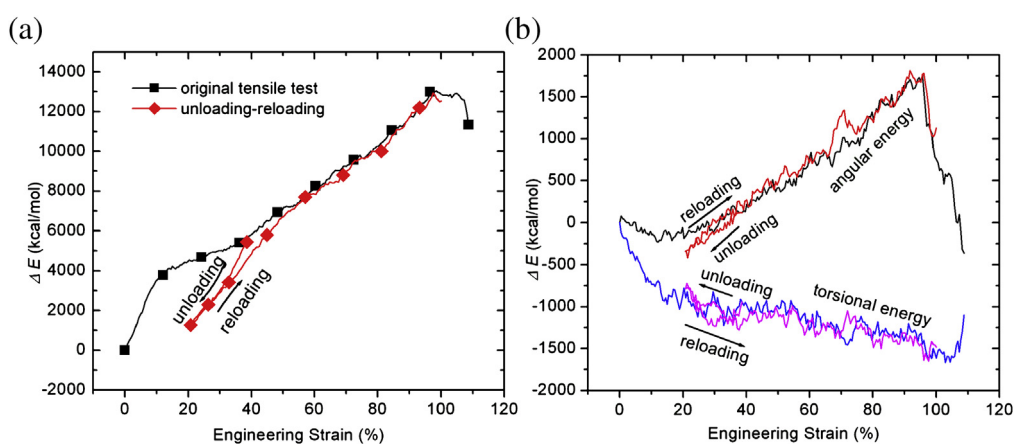 (a)
(b)
14000
12000
10000
8000
6000
4000
2000
0
-2000
Δ E (kcal/mol)
original tensile test
unloading-reloading
unloading
reloading
0 20 40 60 80 100 120
Engineering Strain (%)
2000
1500
1000
500
0
-500
-1000
-1500
-2000
Δ E (kcal/mol)
reloading
unloading
angular energy
unloading
torsional energy
reloading
0 20 40 60 80 100 120
Engineering Strain (%)